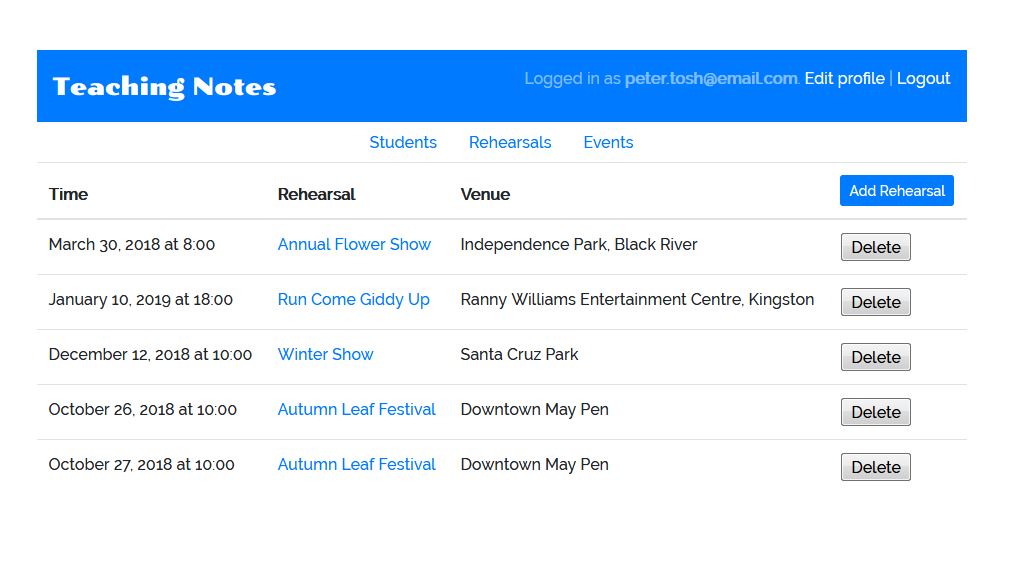 Teaching Notes
Logged in as peter.tosh@email.com. Edit profile | Logout
Students Rehearsals Events
Time Rehearsal Venue Add Rehearsal
March 30, 2018 at 8:00 Annual Flower Show Independence Park, Black River Delete
January 10, 2019 at 18:00 Run Come Giddy Up Ranny Williams Entertainment Centre, Kingston Delete
December 12, 2018 at 10:00 Winter Show Santa Cruz Park Delete
October 26, 2018 at 10:00 Autumn Leaf Festival Downtown May Pen Delete
October 27, 2018 at 10:00 Autumn Leaf Festival Downtown May Pen Delete